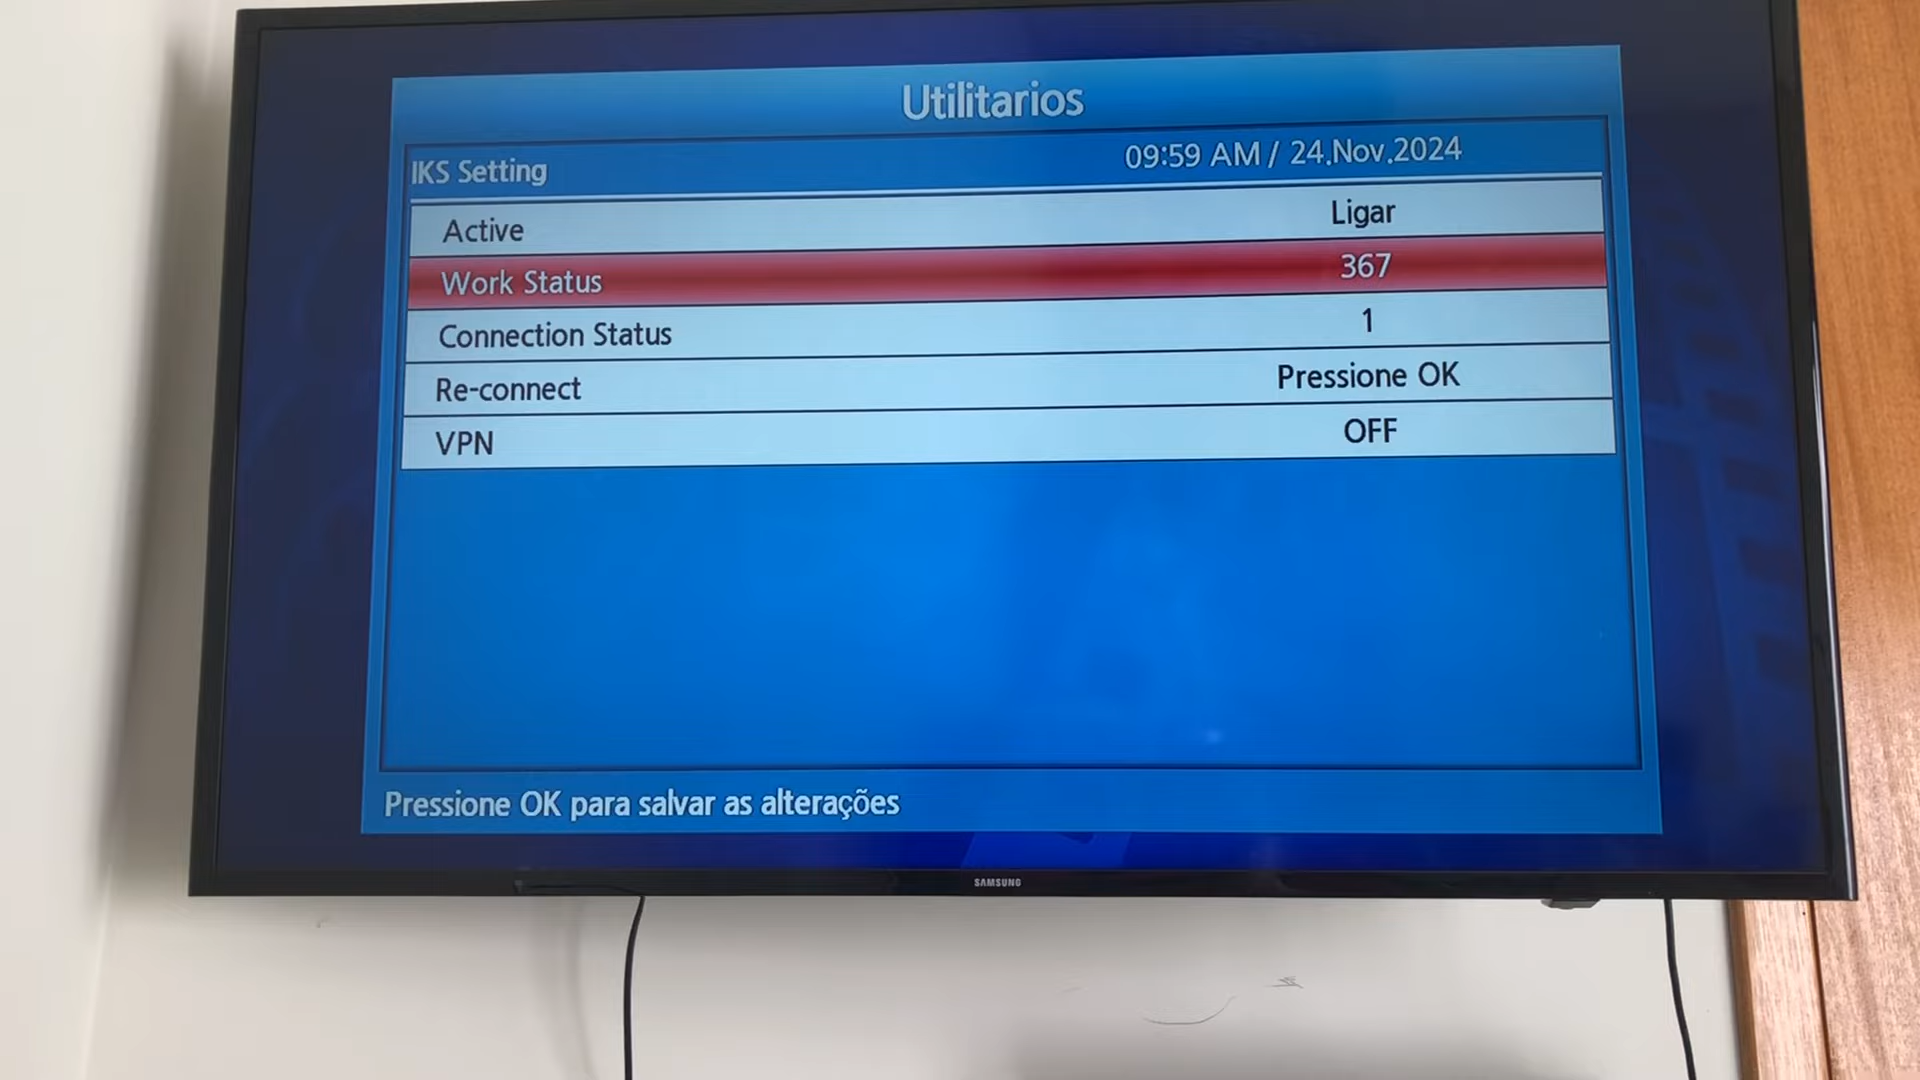 Utilitarios
IKS Setting 09:59 AM / 24.Nov.2024
Active Ligar
Work Status 367
Connection Status 1
Re-connect Pressione OK
VPN OFF
Pressione OK para salvar as alterações
SAMSUNG